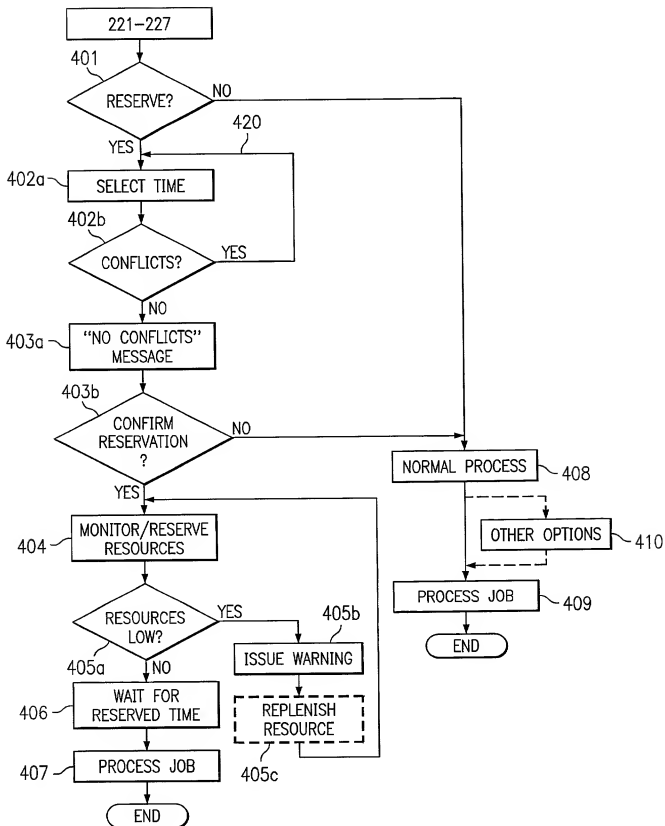 221-227
401
RESERVE?
NO
YES
420
402a
SELECT TIME
402b
CONFLICTS?
YES
NO
403a
"NO CONFLICTS"
MESSAGE
403b
CONFIRM
RESERVATION
?
NO
YES
NORMAL PROCESS
408
404
MONITOR/RESERVE
RESOURCES
OTHER OPTIONS
410
RESOURCES
LOW?
YES
405a
NO
405b
ISSUE WARNING
PROCESS JOB
409
END
406
WAIT FOR
RESERVED TIME
REPLENISH
RESOURCE
405c
407
PROCESS JOB
END